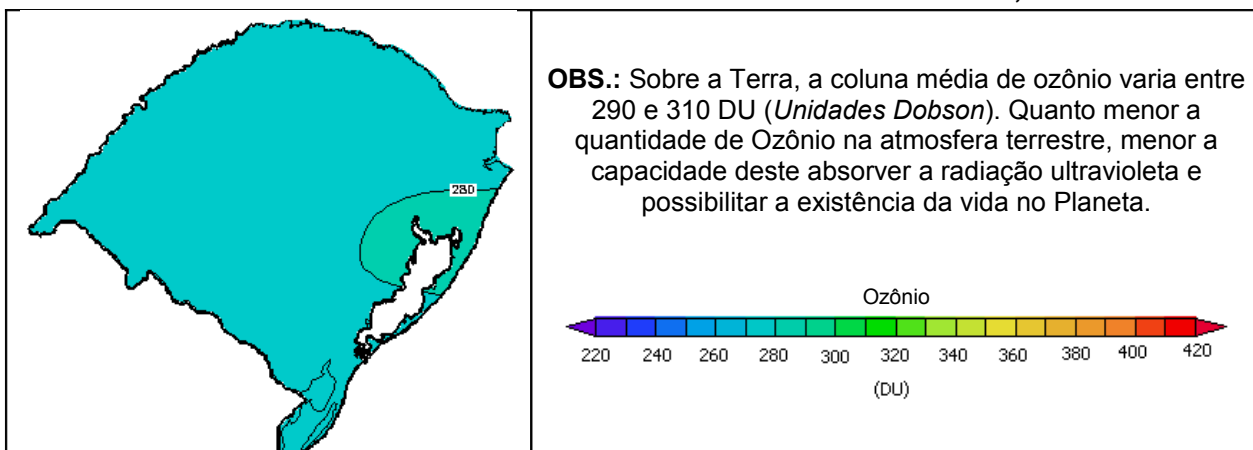 OBS.: Sobre a Terra, a coluna média de ozônio varia entre
290 e 310 DU (Unidades Dobson). Quanto menor a
quantidade de Ozônio na atmosfera terrestre, menor a
capacidade deste absorver a radiação ultravioleta e
possibilitar a existência da vida no Planeta.
280
Ozônio
220 240 260 280 300 320 340 360 380 400 420
(DU)